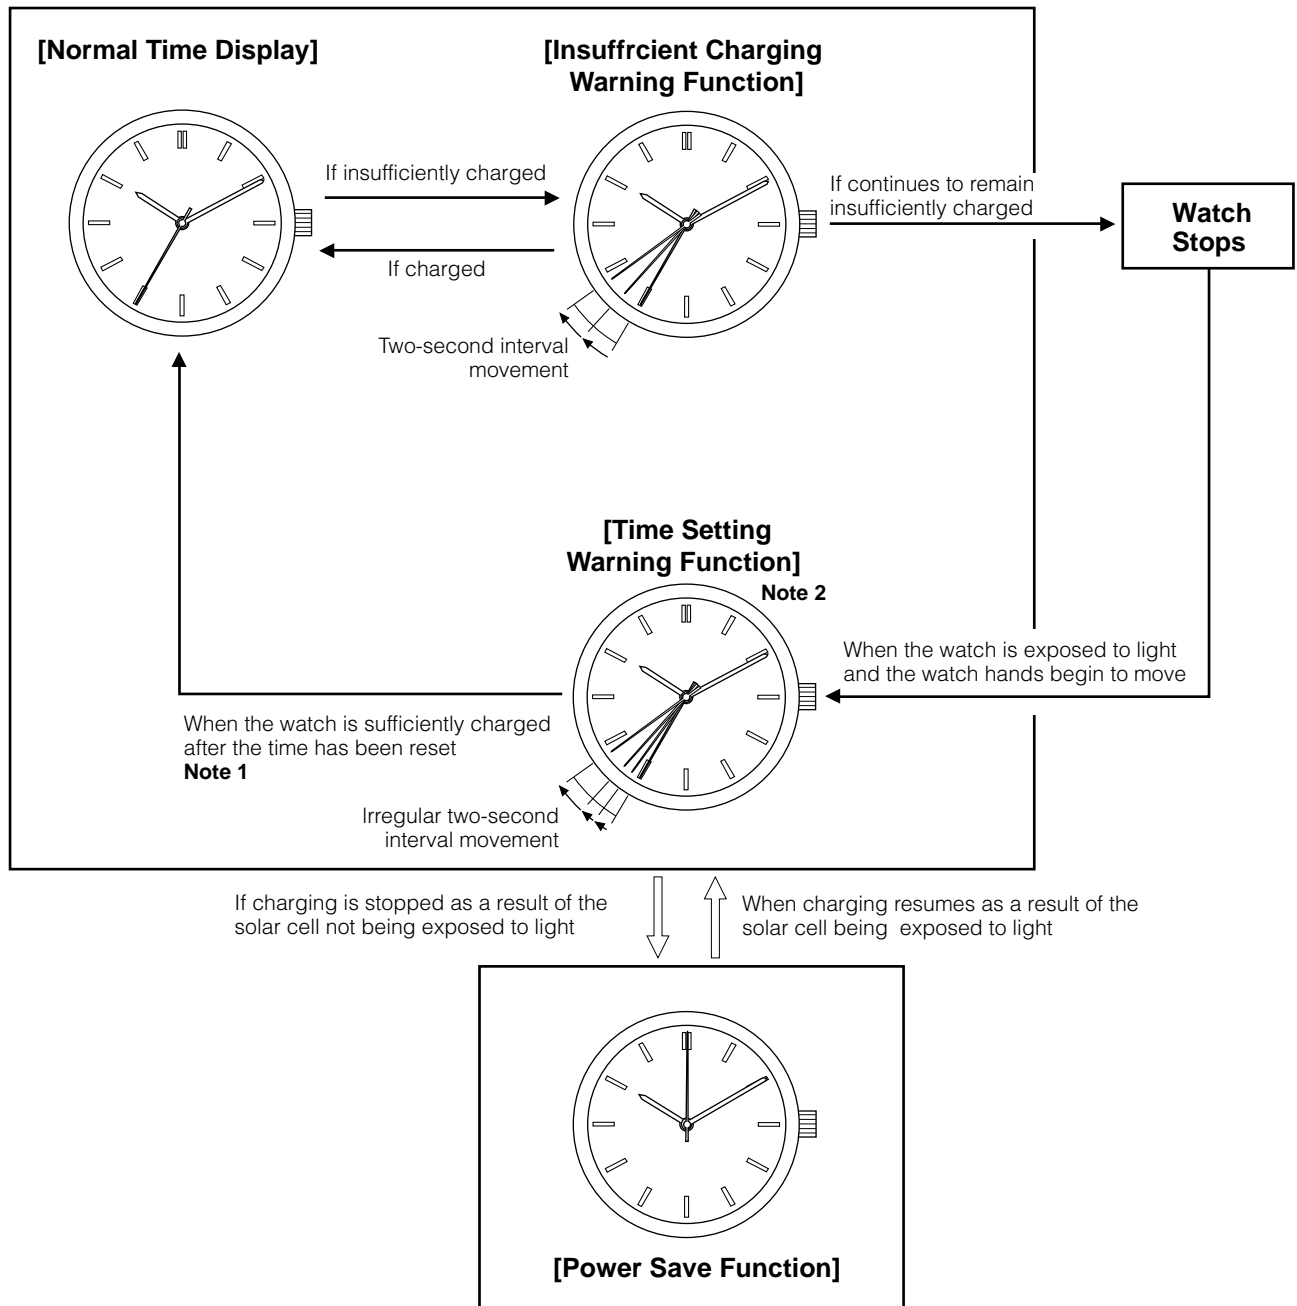 [Normal Time Display]
[Insuffrcient Charging
Warning Function]
If insufficiently charged
If charged
If continues to remain
insufficiently charged
Watch
Stops
Two-second interval
movement
[Time Setting
Warning Function]
Note 2
When the watch is exposed to light
and the watch hands begin to move
When the watch is sufficiently charged
after the time has been reset
Note 1
Irregular two-second
interval movement
If charging is stopped as a result of the
solar cell not being exposed to light
When charging resumes as a result of the
solar cell being  exposed to light
[Power Save Function]